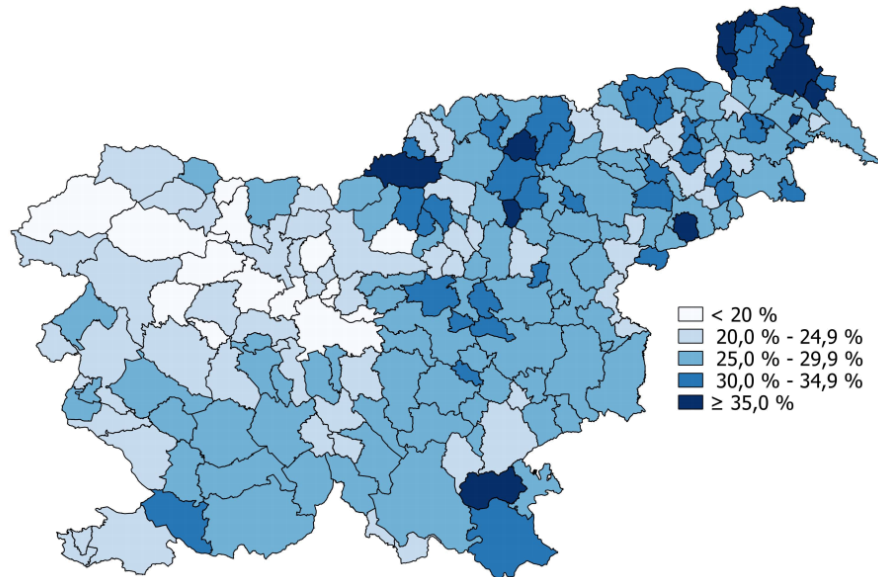 < 20 %
20,0 % - 24,9 %
25,0 % - 29,9 %
30,0 % - 34,9 %
≥ 35,0 %